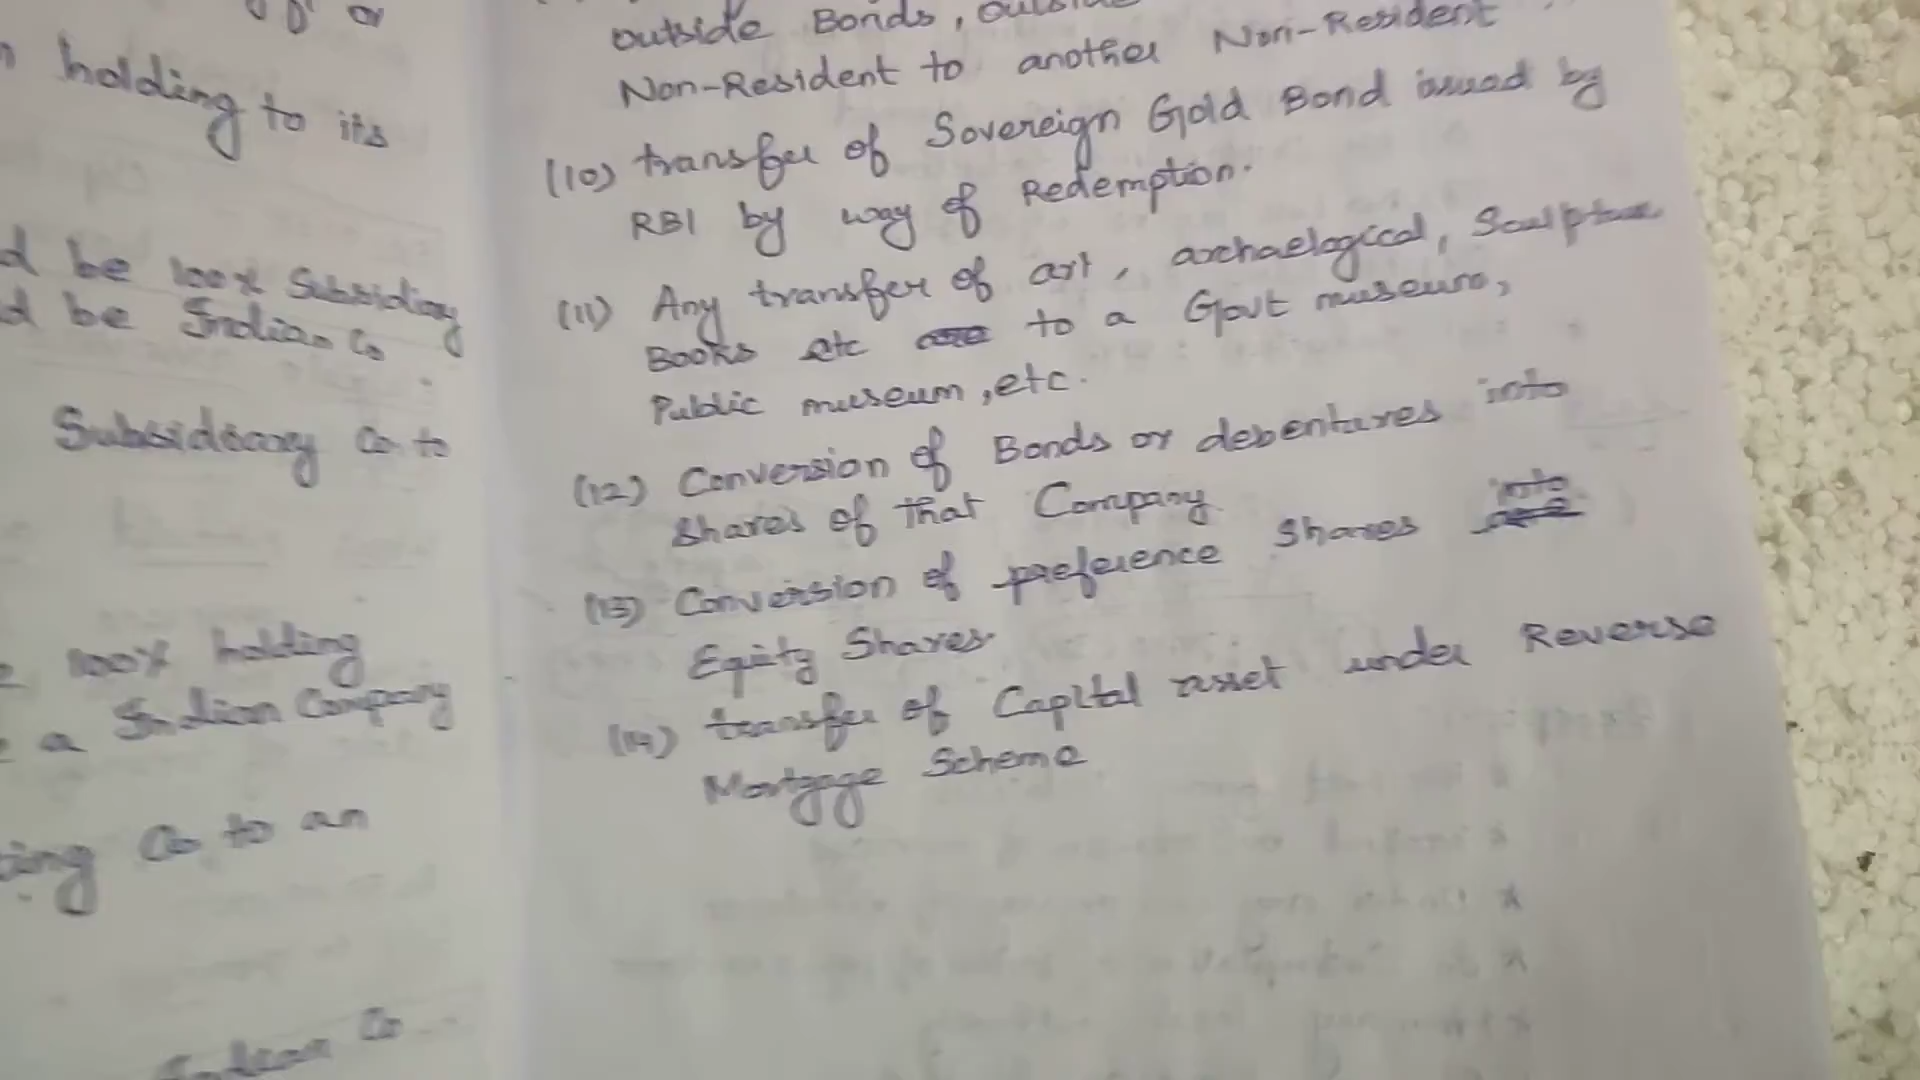 or
holding to its
be 100% Subsidiary
be Indian Co
Subsidiary Co to
100% holding
a Indian Company
Co to an
Indian Co
outside Bonds,
Non-Resident to another Non-Resident
(10) transfer of Sovereign Gold Bond issued by
RBI by way of Redemption.
(11) Any transfer of art, archaelogical, Sculpture
Books etc to a Govt museum,
Public museum, etc.
(12) Conversion of Bonds or debentures into
shares of that Company
(13) Conversion of preference shares into
Equity Shares
(14) transfer of Capital asset under Reverse
Mortgage Scheme